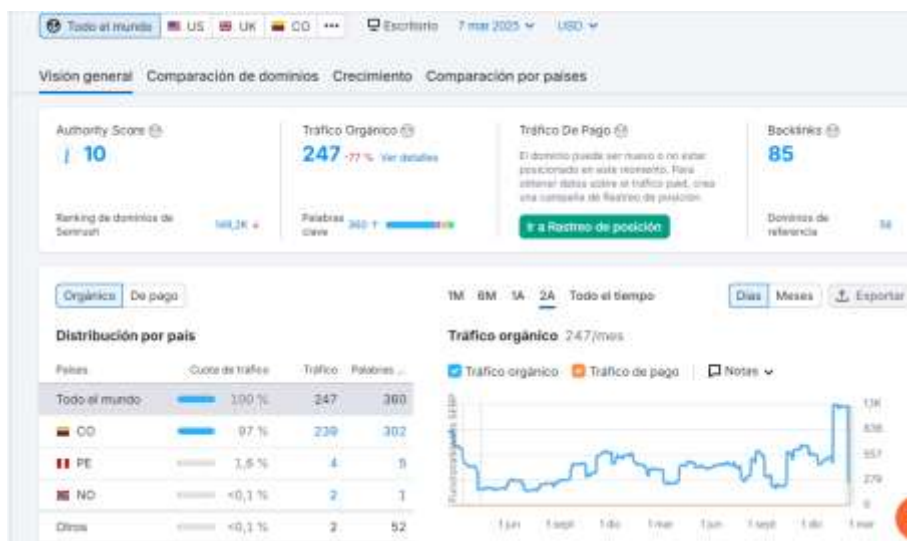 Todo el mundo US UK CO ••• Escritorio 7 mar 2025 USD
Visión general Comparación de dominios Crecimiento Comparación por países
Authority Score
10
Ranking de dominios de Semrush
Tráfico Orgánico
247 -77 % Ver detalles
Palabras clave 360 ↑
Tráfico De Pago
El dominio puede ser nuevo o no estar
posicionado en este momento. Para
obtener datos sobre el tráfico paid, crea
una campaña de Rastreo de posición.
Ir a Rastreo de posición
Backlinks
85
Dominios de referencia
Orgánico De pago
Distribución por país
Países Cuota de tráfico Tráfico Palabras ...
Todo el mundo 100 % 247 360
CO 97 % 239 302
PE 1,6 % 4 5
NO <0,1 % 2 1
Otros <0,1 % 2 52
1M 6M 1A 2A Todo el tiempo Días Meses Exportar
Tráfico orgánico 247/mes
Tráfico orgánico Tráfico de pago Notas
838
557
279
0
1 jun 1 sept 1 dic 1 mar 1 jun 1 sept 1 dic 1 mar